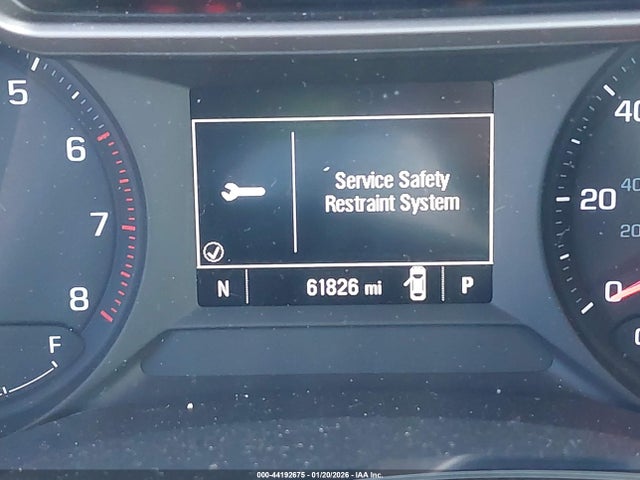 5
6
7
8
F
Service Safety
Restraint System
N 61826 mi P
40
20
0
000-44192675 - 01/20/2026 - IAA Inc.